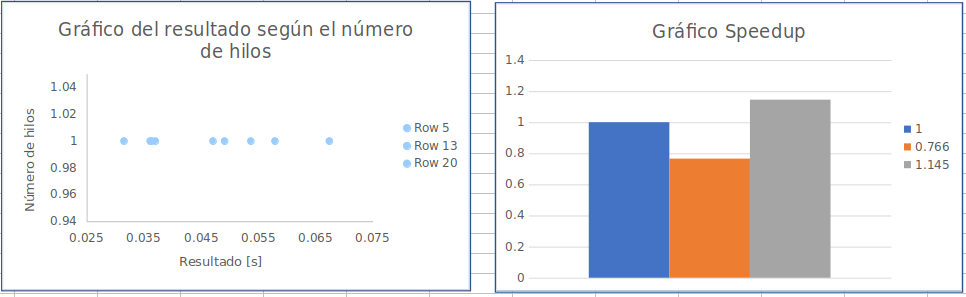 Gráfico del resultado según el número
de hilos
Número de hilos
1.04
1.02
1
0.98
0.96
0.94
0.025
0.035
0.045
0.055
0.065
0.075
Resultado [s]
Row 5
Row 13
Row 20
Gráfico Speedup
1.4
1.2
1
0.8
0.6
0.4
0.2
0
1
0.766
1.145